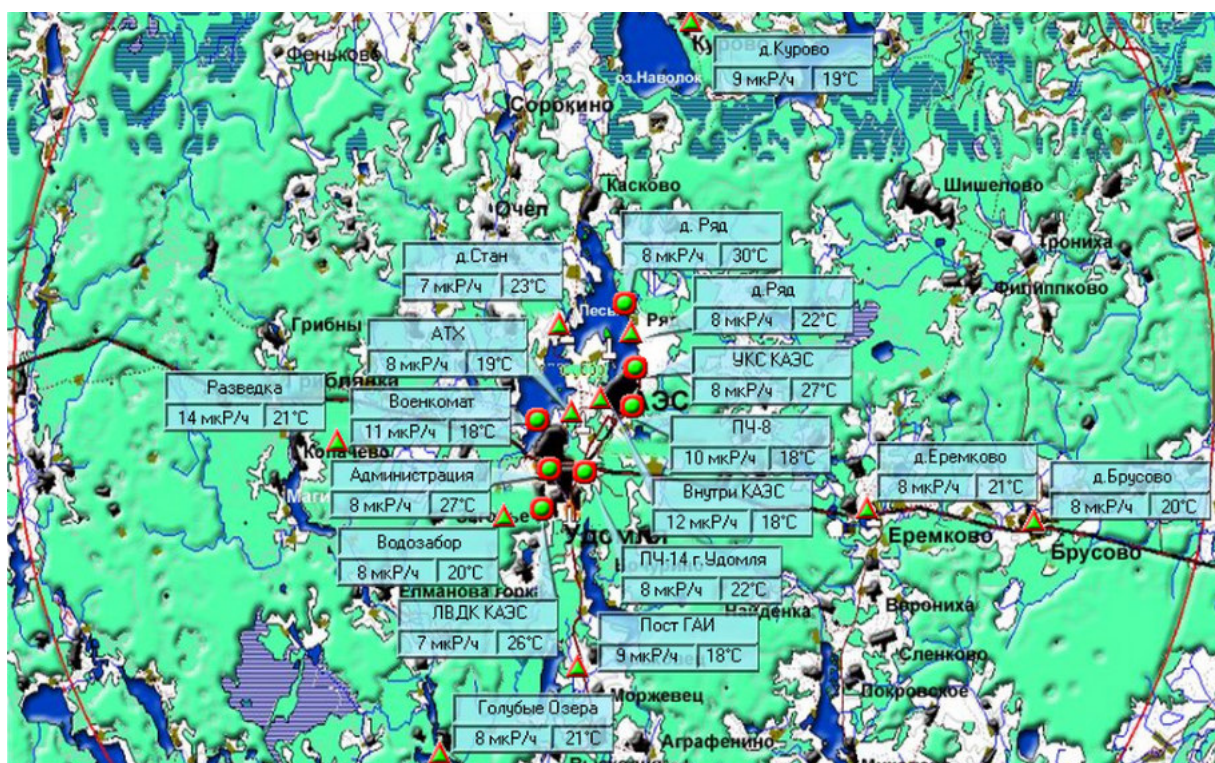 Курово
Феньково
д.Курово
9 мкР/ч 19°C
оз.Наволок
Сорокино
Касково
Шишелово
Очеп
д. Ряд
8 мкР/ч 30°C
Трониха
д.Стан
7 мкР/ч 23°C
Филиппково
д.Ряд
8 мкР/ч 22°C
Грибны
АТХ
8 мкР/ч 19°C
УКС КАЭС
8 мкР/ч 27°C
Разведка
14 мкР/ч 21°C
Военкомат
11 мкР/ч 18°C
АЭС
ПЧ-8
10 мкР/ч 18°C
Колачево
Администрация
8 мкР/ч 27°C
д.Еремково
8 мкР/ч 21°C
д.Брусово
8 мкР/ч 20°C
Внутри КАЭС
12 мкР/ч 18°C
Удомля
Еремково
Брусово
Водозабор
8 мкР/ч 20°C
ПЧ-14 г.Удомля
8 мкР/ч 22°C
Елманова Горка
Найденка
Ворониха
ЛВДК КАЭС
7 мкР/ч 26°C
Пост ГАИ
9 мкР/ч 18°C
Сленково
Моржевец
Покровское
Голубые Озера
8 мкР/ч 21°C
Аграфенино